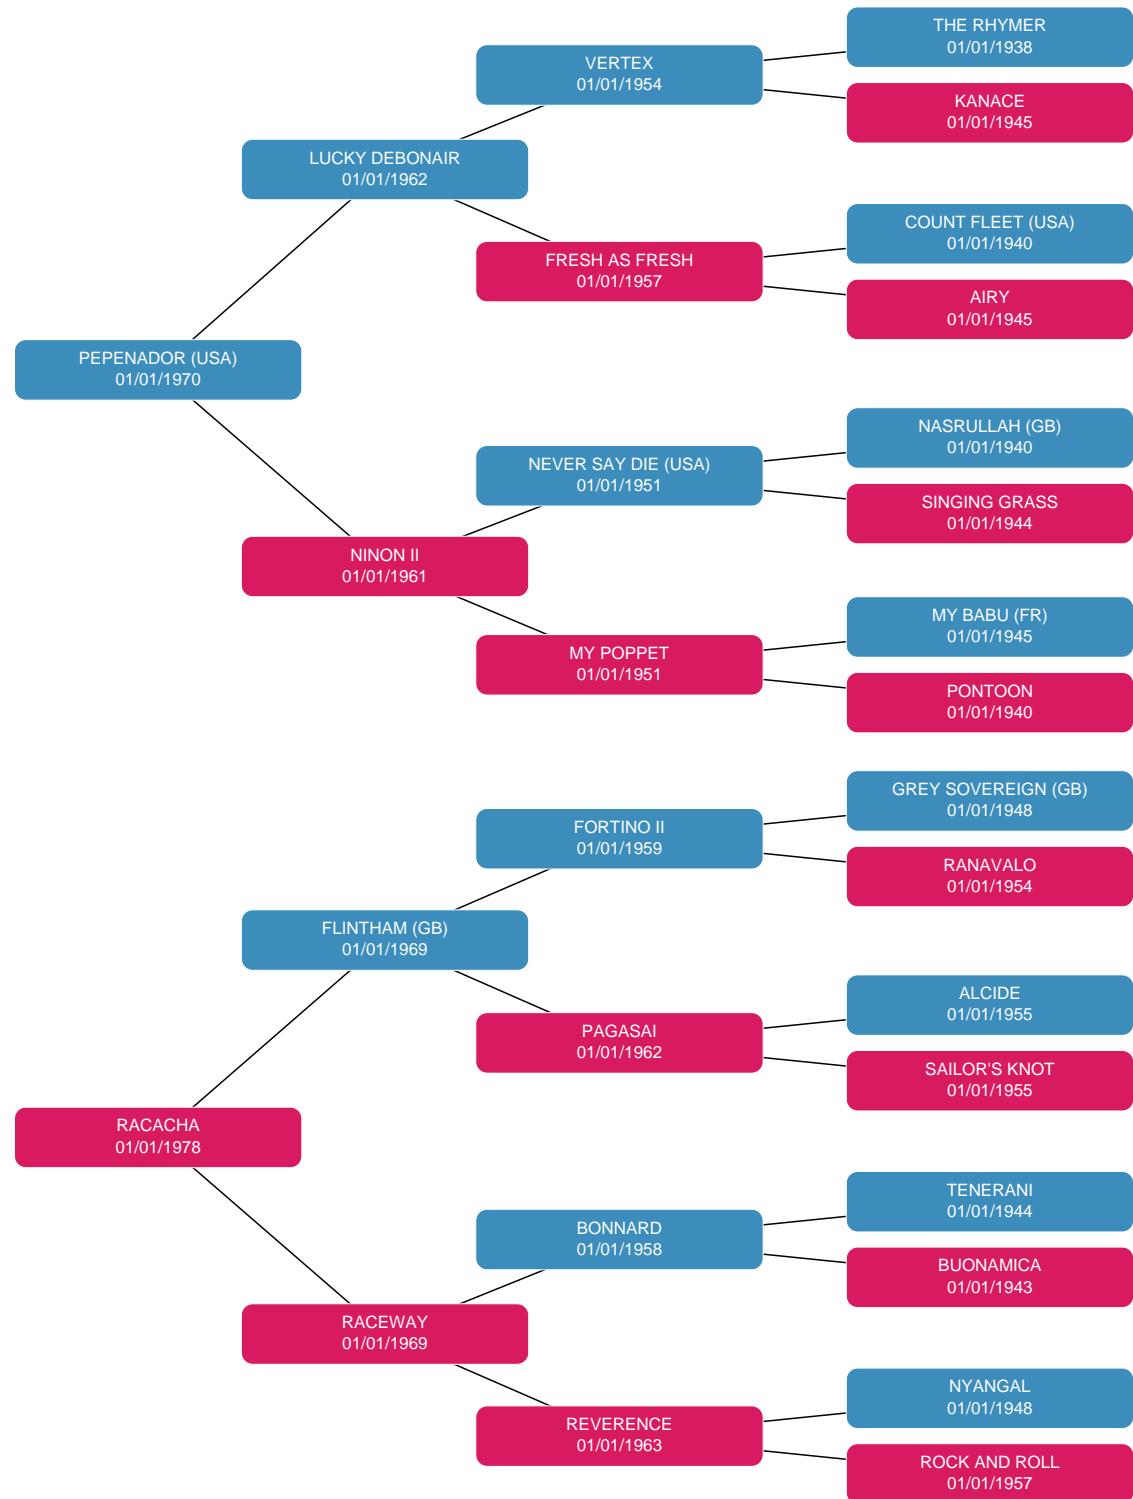 THE RHYMER
01/01/1938
VERTEX
01/01/1954
KANACE
01/01/1945
LUCKY DEBONAIR
01/01/1962
COUNT FLEET (USA)
01/01/1940
FRESH AS FRESH
01/01/1957
AIRY
01/01/1945
PEPENADOR (USA)
01/01/1970
NASRULLAH (GB)
01/01/1940
NEVER SAY DIE (USA)
01/01/1951
SINGING GRASS
01/01/1944
NINON II
01/01/1961
MY BABU (FR)
01/01/1945
MY POPPET
01/01/1951
PONTOON
01/01/1940
GREY SOVEREIGN (GB)
01/01/1948
FORTINO II
01/01/1959
RANAVALO
01/01/1954
FLINTHAM (GB)
01/01/1969
ALCIDE
01/01/1955
PAGASAI
01/01/1962
SAILOR'S KNOT
01/01/1955
RACACHA
01/01/1978
TENERANI
01/01/1944
BONNARD
01/01/1958
BUONAMICA
01/01/1943
RACEWAY
01/01/1969
NYANGAL
01/01/1948
REVERENCE
01/01/1963
ROCK AND ROLL
01/01/1957